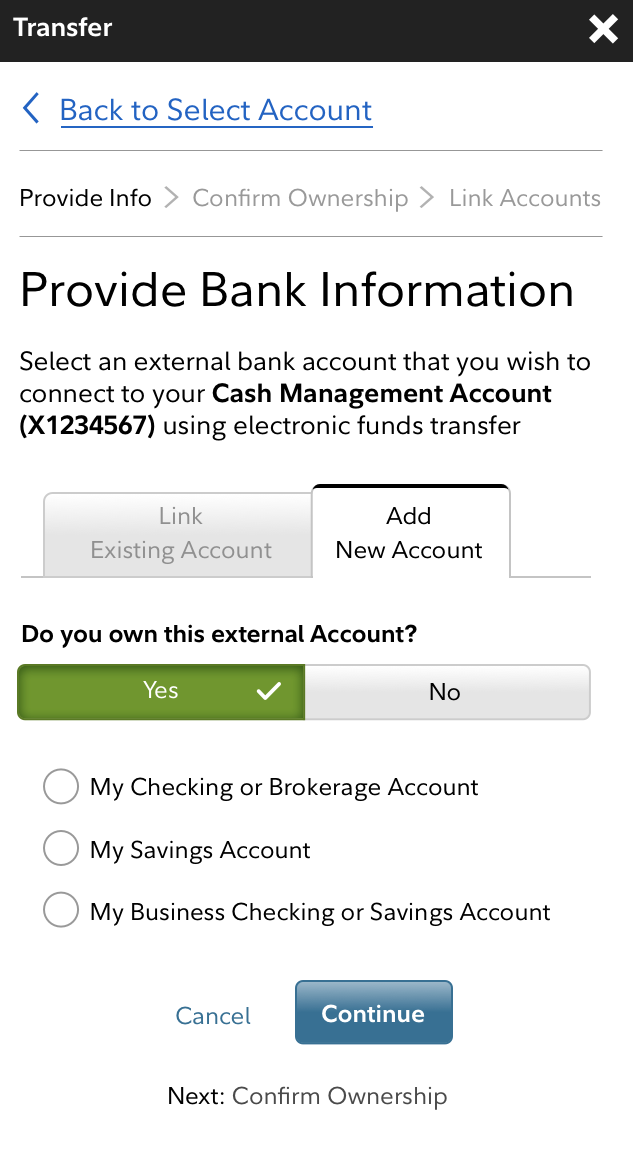 Transfer
Back to Select Account
Provide Info > Confirm Ownership > Link Accounts
Provide Bank Information
Select an external bank account that you wish to
connect to your Cash Management Account
(X1234567) using electronic funds transfer
Link
Existing Account
Add
New Account
Do you own this external Account?
Yes
No
My Checking or Brokerage Account
My Savings Account
My Business Checking or Savings Account
Cancel
Continue
Next: Confirm Ownership